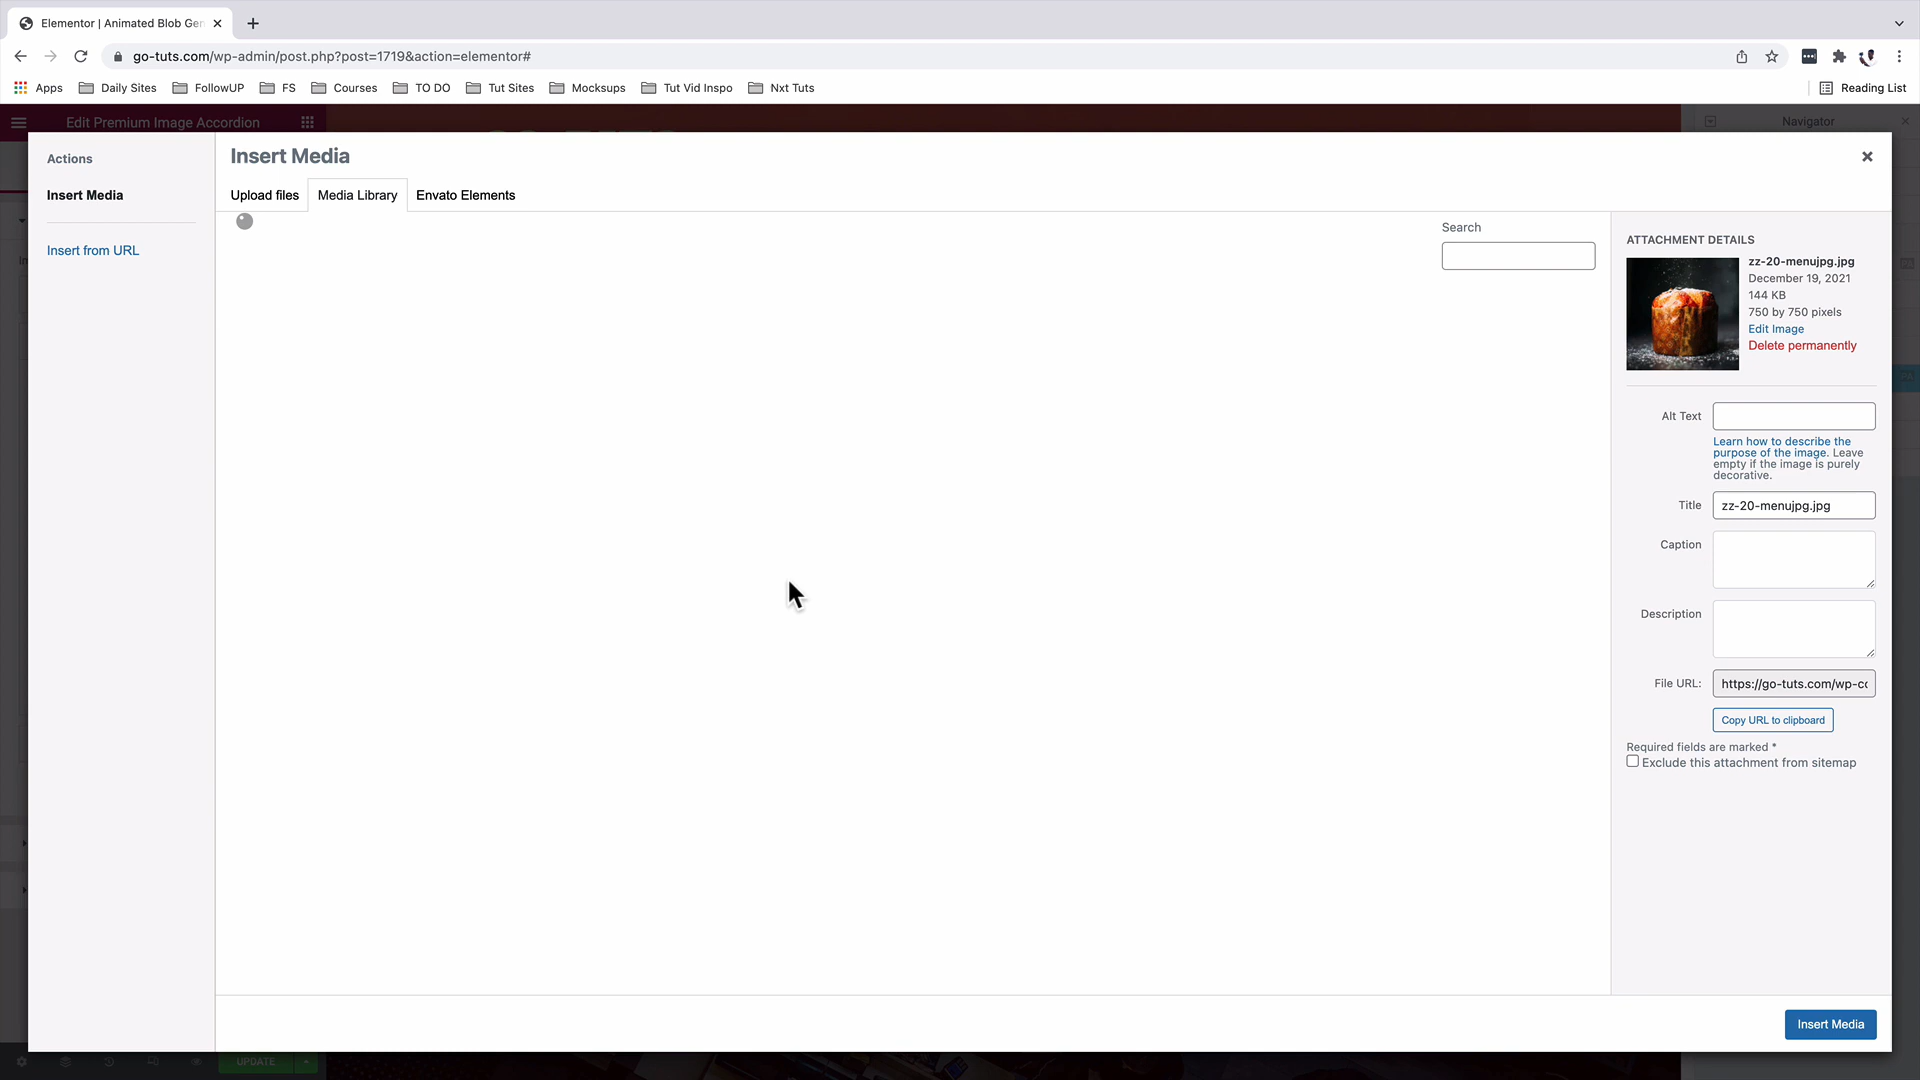 Elementor | Animated Blob Gen
go-tuts.com/wp-admin/post.php?post=1719&action=elementor#
Apps Daily Sites FollowUP FS Courses TO DO Tut Sites Mocksups Tut Vid Inspo Nxt Tuts Reading List
Edit Premium Image Accordion
Navigator
Actions
Insert Media
Insert from URL
Insert Media
Upload files Media Library Envato Elements
Search
ATTACHMENT DETAILS
zz-20-menujpg.jpg
December 19, 2021
144 KB
750 by 750 pixels
Edit Image
Delete permanently
Alt Text
Learn how to describe the
purpose of the image. Leave
empty if the image is purely
decorative.
Title zz-20-menujpg.jpg
Caption
Description
File URL: https://go-tuts.com/wp-co
Copy URL to clipboard
Required fields are marked *
Exclude this attachment from sitemap
Insert Media
UPDATE